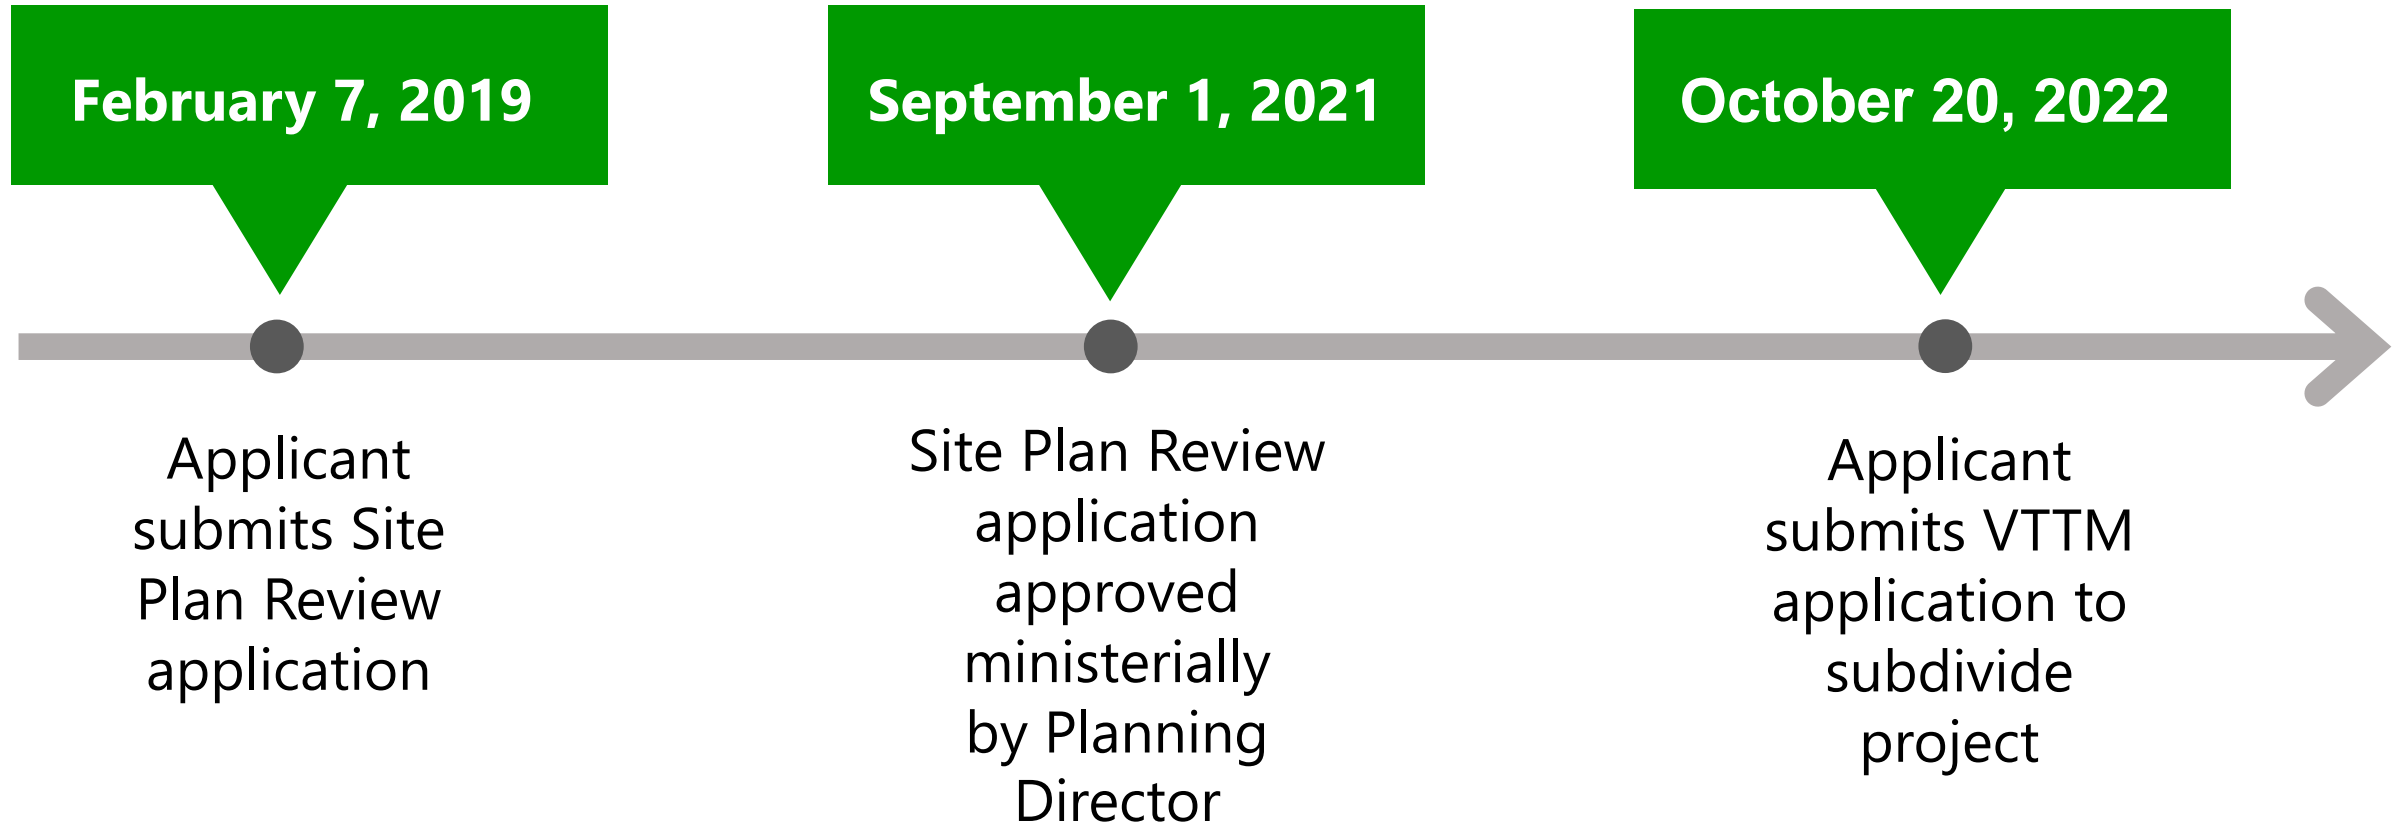 February 7, 2019
September 1, 2021
October 20, 2022
Applicant
submits Site
Plan Review
application
Site Plan Review
application
approved
ministerially
by Planning
Director
Applicant
submits VTTM
application to
subdivide
project